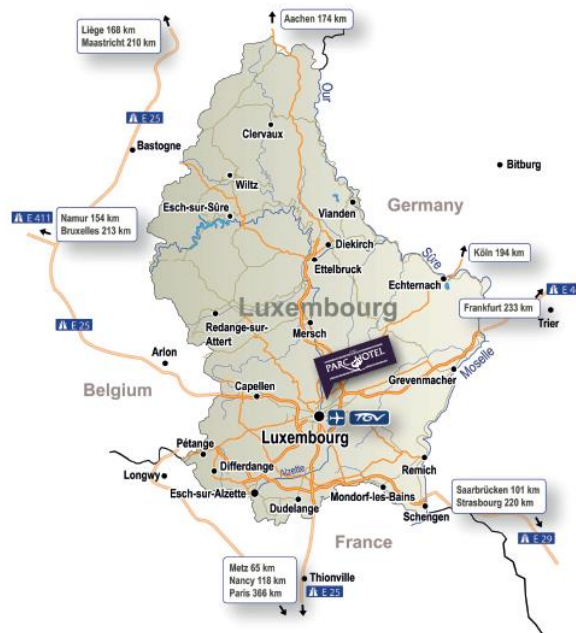 Liège 168 km
Maastricht 210 km
Aachen 174 km
Our
E 25
Clervaux
Bastogne
Bitburg
Wiltz
Esch-sur-Sûre
Vianden
Germany
E 411
Namur 154 km
Bruxelles 213 km
Diekirch
Sûre
Köln 194 km
Ettelbruck
Echternach
E 4
Luxembourg
Frankfurt 233 km
E 25
Redange-sur-
Attert
Mersch
Trier
Arlon
PARC HOTEL
Moselle
Belgium
Capellen
Grevenmacher
TGV
Luxembourg
Pétange
Alzette
Longwy
Differdange
Remich
Esch-sur-Alzette
Mondorf-les-Bains
Saarbrücken 101 km
Strasbourg 220 km
Dudelange
Schengen
France
E 29
Metz 65 km
Nancy 118 km
Paris 366 km
Thionville
E 25